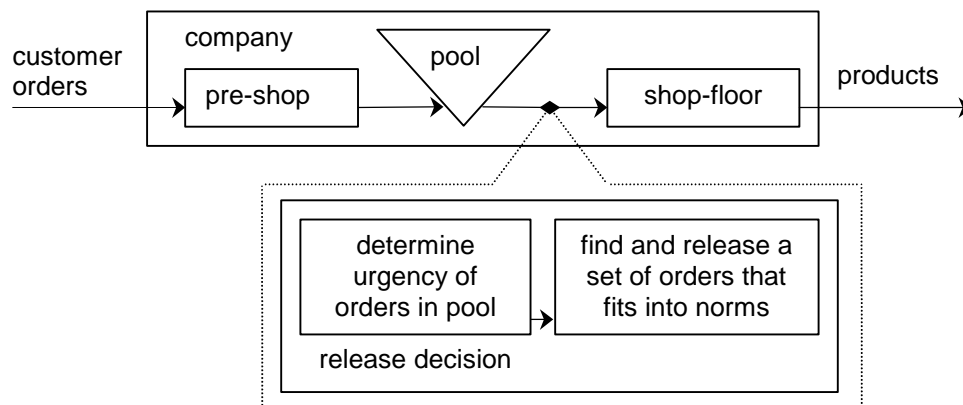 company
customer
orders
pre-shop
pool
shop-floor
products
determine
urgency of
orders in pool
find and release a
set of orders that
fits into norms
release decision